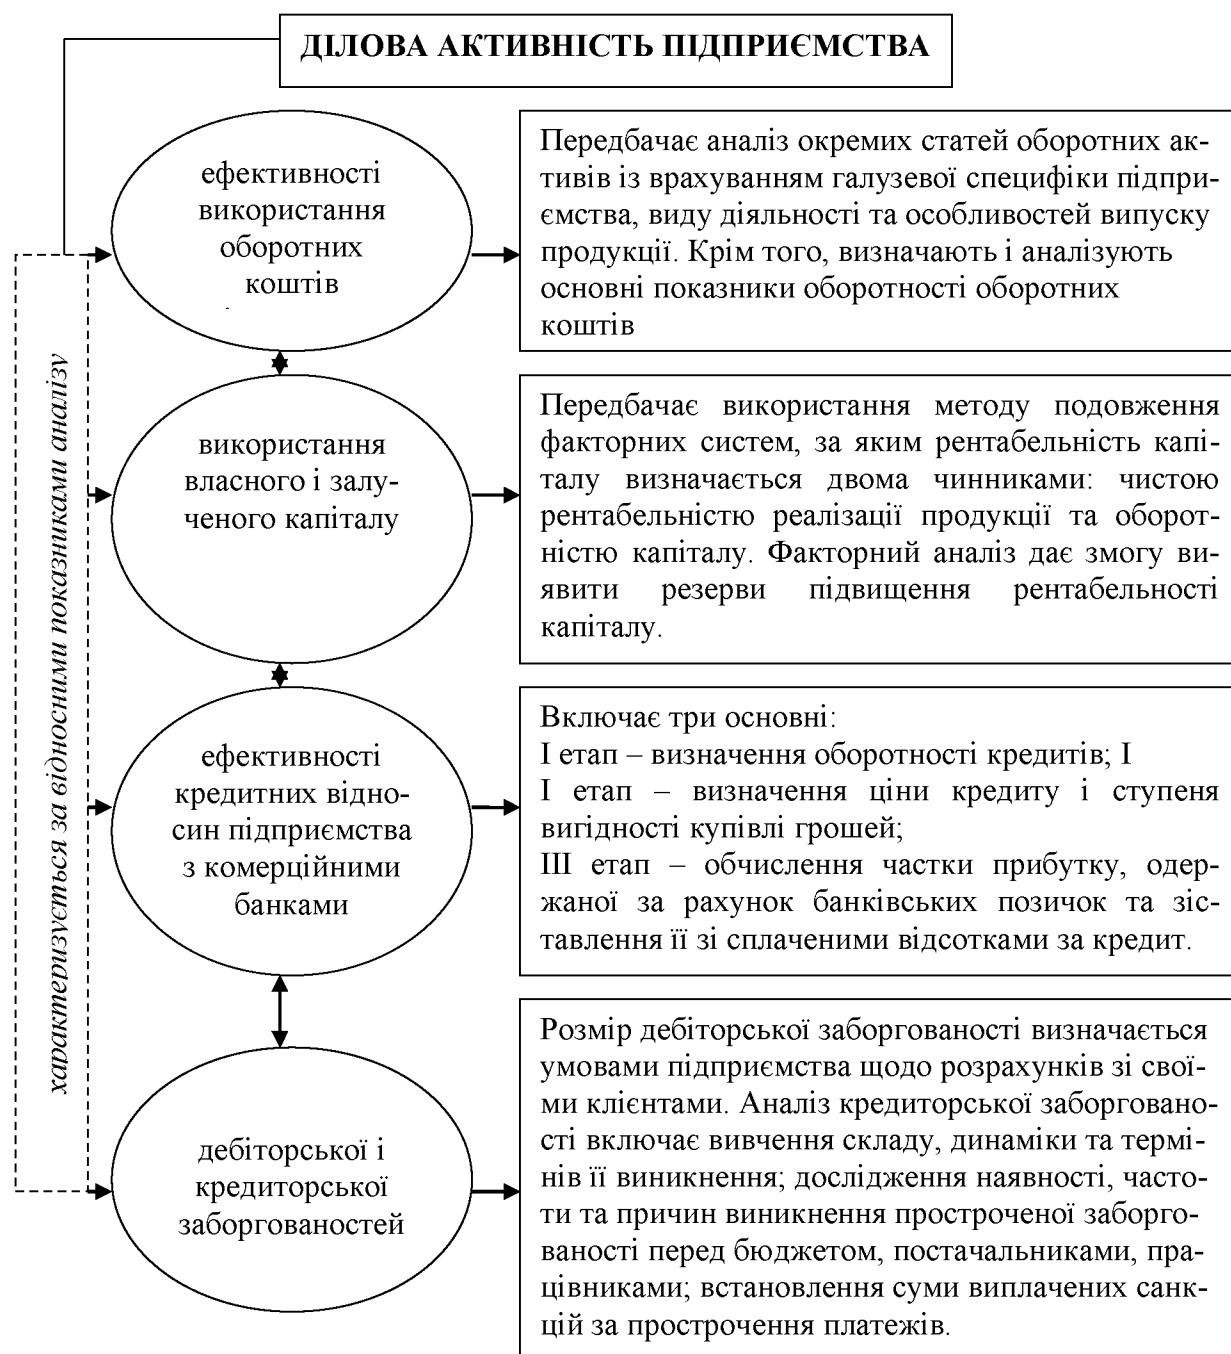 ДІЛОВА АКТИВНІСТЬ ПІДПРИЄМСТВА
характеризується за відносними показниками аналізу
ефективності
використання
оборотних
коштів
Передбачає аналіз окремих статей оборотних ак-
тивів із врахуванням галузевої специфіки підпри-
ємства, виду діяльності та особливостей випуску
продукції. Крім того, визначають і аналізують
основні показники оборотності оборотних
коштів
використання
власного і залу-
ченого капіталу
Передбачає використання методу подовження
факторних систем, за яким рентабельність капі-
талу визначається двома чинниками: чистою
рентабельністю реалізації продукції та оборот-
ністю капіталу. Факторний аналіз дає змогу ви-
явити резерви підвищення рентабельності
капіталу.
ефективності
кредитних відно-
син підприємства
з комерційними
банками
Включає три основні:
І етап – визначення оборотності кредитів; І
І етап – визначення ціни кредиту і ступеня
вигідності купівлі грошей;
ІІІ етап – обчислення частки прибутку, одер-
жаної за рахунок банківських позичок та зіс-
тавлення її зі сплаченими відсотками за кредит.
дебіторської і
кредиторської
заборгованостей
Розмір дебіторської заборгованості визначається
умовами підприємства щодо розрахунків зі свої-
ми клієнтами. Аналіз кредиторської заборговано-
сті включає вивчення складу, динаміки та термі-
нів її виникнення; дослідження наявності, часто-
ти та причин виникнення простроченої заборго-
ваності перед бюджетом, постачальниками, пра-
цівниками; встановлення суми виплачених санк-
цій за прострочення платежів.